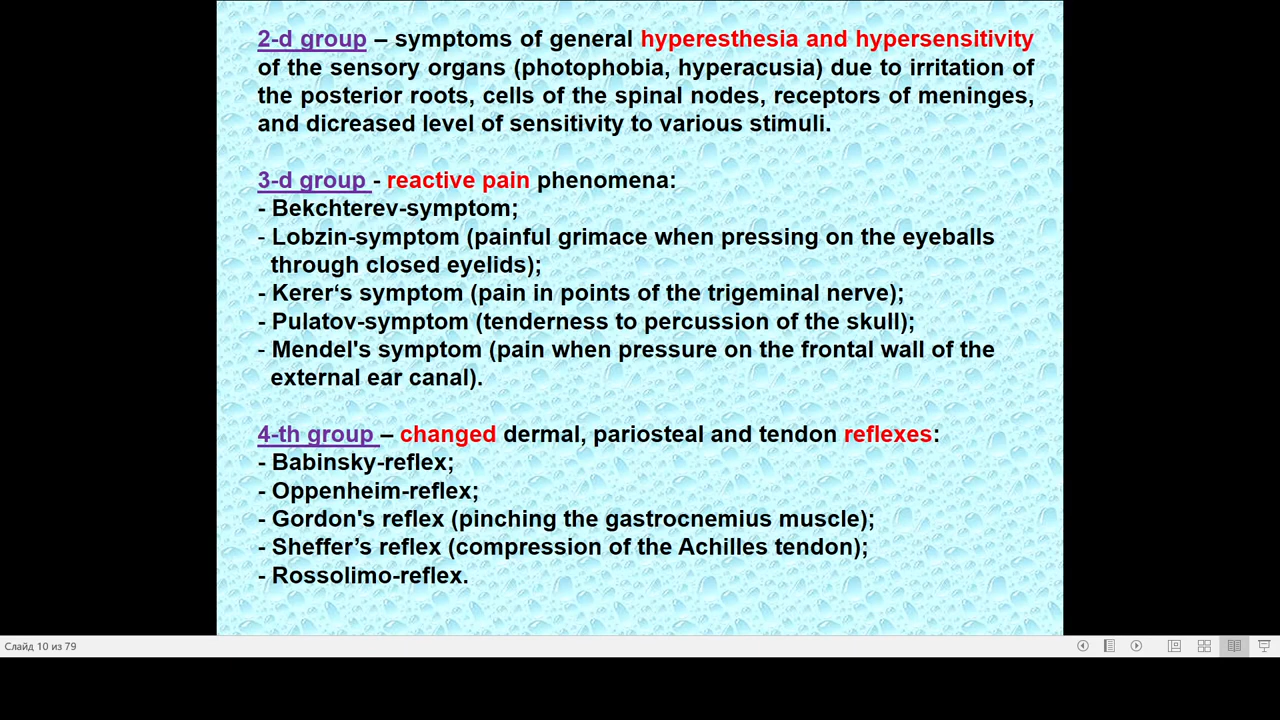 2-d group – symptoms of general hyperesthesia and hypersensitivity
of the sensory organs (photophobia, hyperacusia) due to irritation of
the posterior roots, cells of the spinal nodes, receptors of meninges,
and dicreased level of sensitivity to various stimuli.
3-d group - reactive pain phenomena:
- Bekchterev-symptom;
- Lobzin-symptom (painful grimace when pressing on the eyeballs
through closed eyelids);
- Kerer‘s symptom (pain in points of the trigeminal nerve);
- Pulatov-symptom (tenderness to percussion of the skull);
- Mendel's symptom (pain when pressure on the frontal wall of the
external ear canal).
4-th group – changed dermal, pariosteal and tendon reflexes:
- Babinsky-reflex;
- Oppenheim-reflex;
- Gordon's reflex (pinching the gastrocnemius muscle);
- Sheffer’s reflex (compression of the Achilles tendon);
- Rossolimo-reflex.
Слайд 10 из 79